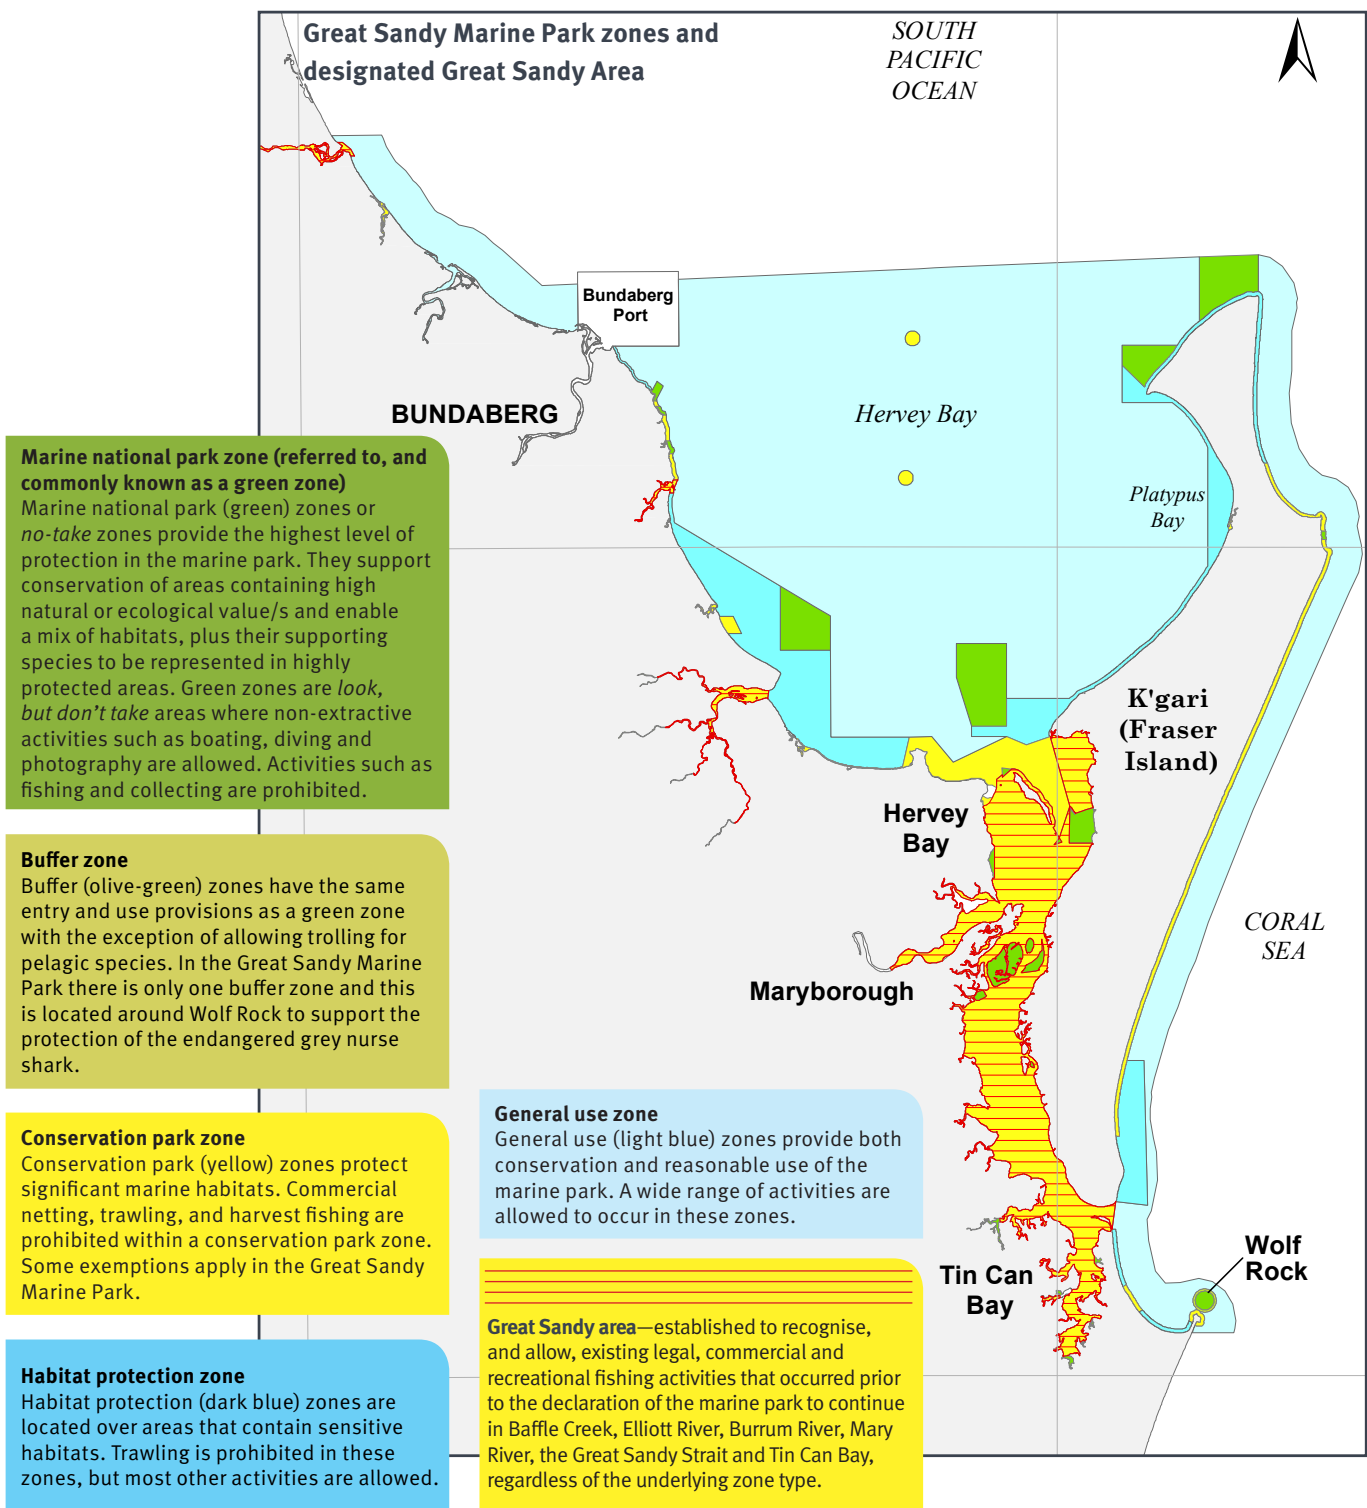 Great Sandy Marine Park zones and
designated Great Sandy Area
SOUTH
PACIFIC
OCEAN
Bundaberg
Port
BUNDABERG
Hervey Bay
Platypus
Bay
K'gari
(Fraser
Island)
Hervey
Bay
CORAL
SEA
Maryborough
Tin Can
Bay
Wolf
Rock
Marine national park zone (referred to, and
commonly known as a green zone)
Marine national park (green) zones or
no-take zones provide the highest level of
protection in the marine park. They support
conservation of areas containing high
natural or ecological value/s and enable
a mix of habitats, plus their supporting
species to be represented in highly
protected areas. Green zones are look,
but don't take areas where non-extractive
activities such as boating, diving and
photography are allowed. Activities such as
fishing and collecting are prohibited.
Buffer zone
Buffer (olive-green) zones have the same
entry and use provisions as a green zone
with the exception of allowing trolling for
pelagic species. In the Great Sandy Marine
Park there is only one buffer zone and this
is located around Wolf Rock to support the
protection of the endangered grey nurse
shark.
Conservation park zone
Conservation park (yellow) zones protect
significant marine habitats. Commercial
netting, trawling, and harvest fishing are
prohibited within a conservation park zone.
Some exemptions apply in the Great Sandy
Marine Park.
Habitat protection zone
Habitat protection (dark blue) zones are
located over areas that contain sensitive
habitats. Trawling is prohibited in these
zones, but most other activities are allowed.
General use zone
General use (light blue) zones provide both
conservation and reasonable use of the
marine park. A wide range of activities are
allowed to occur in these zones.
Great Sandy area—established to recognise,
and allow, existing legal, commercial and
recreational fishing activities that occurred prior
to the declaration of the marine park to continue
in Baffle Creek, Elliott River, Burrum River, Mary
River, the Great Sandy Strait and Tin Can Bay,
regardless of the underlying zone type.